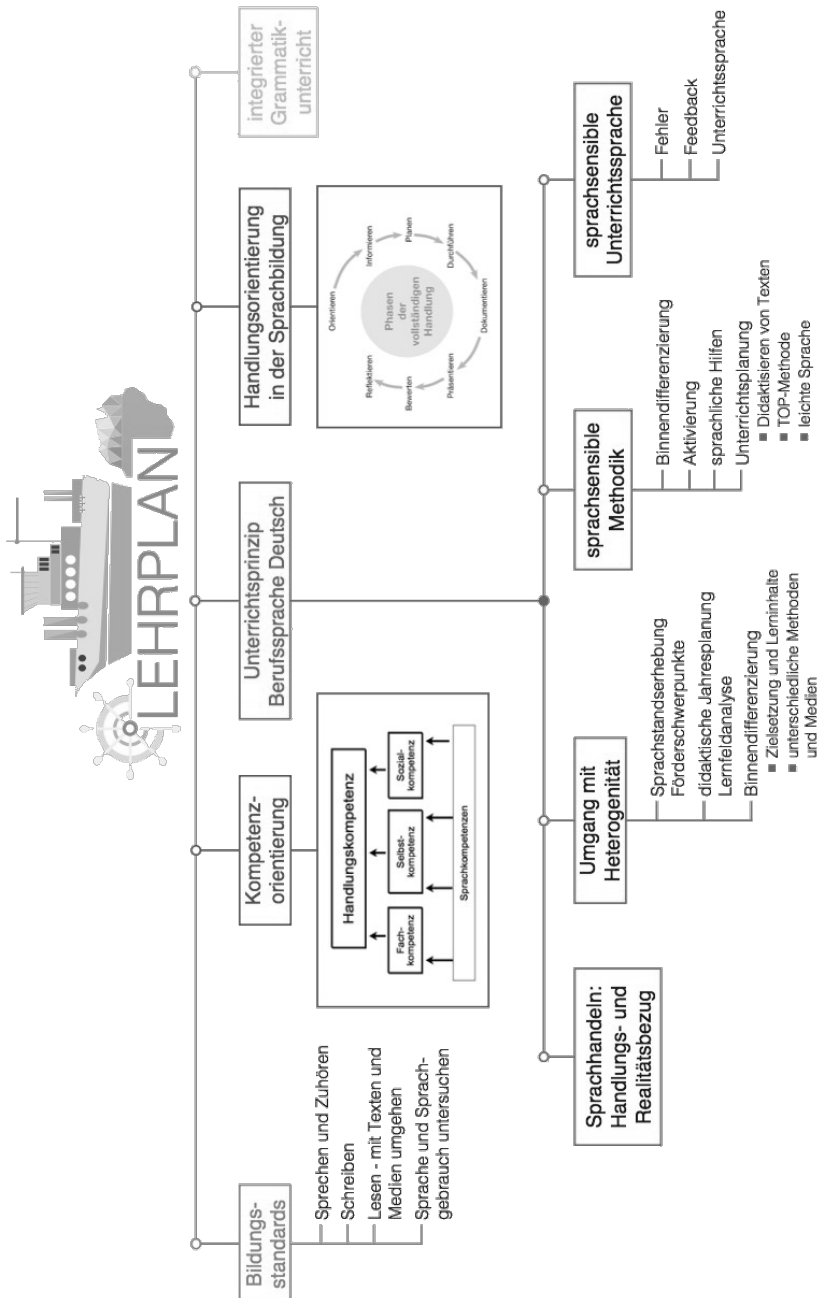 LEHRPLAN
Bildungs-
standards
Sprechen und Zuhören
Schreiben
Lesen - mit Texten und
Medien umgehen
Sprache und Sprach-
gebrauch untersuchen
Kompetenz-
orientierung
Handlungskompetenz
Fach-
kompetenz
Selbst-
kompetenz
Sozial-
kompetenz
Sprachkompetenzen
Unterrichtsprinzip
Berufssprache Deutsch
Handlungsorientierung
in der Sprachbildung
Phasen
der
vollständigen
Handlung
Orientieren
Informieren
Planen
Durchführen
Dokumentieren
Präsentieren
Bewerten
Reflektieren
integrierter
Grammatik-
unterricht
Sprachhandeln:
Handlungs- und
Realitätsbezug
Umgang mit
Heterogenität
Sprachstandserhebung
Förderschwerpunkte
didaktische Jahresplanung
Lernfeldanalyse
Binnendifferenzierung
■ Zielsetzung und Lerninhalte
■ unterschiedliche Methoden
und Medien
sprachsensible
Methodik
Binnendifferenzierung
Aktivierung
sprachliche Hilfen
Unterrichtsplanung
■ Didaktisieren von Texten
■ TOP-Methode
■ leichte Sprache
sprachsensible
Unterrichtssprache
Fehler
Feedback
Unterrichtssprache